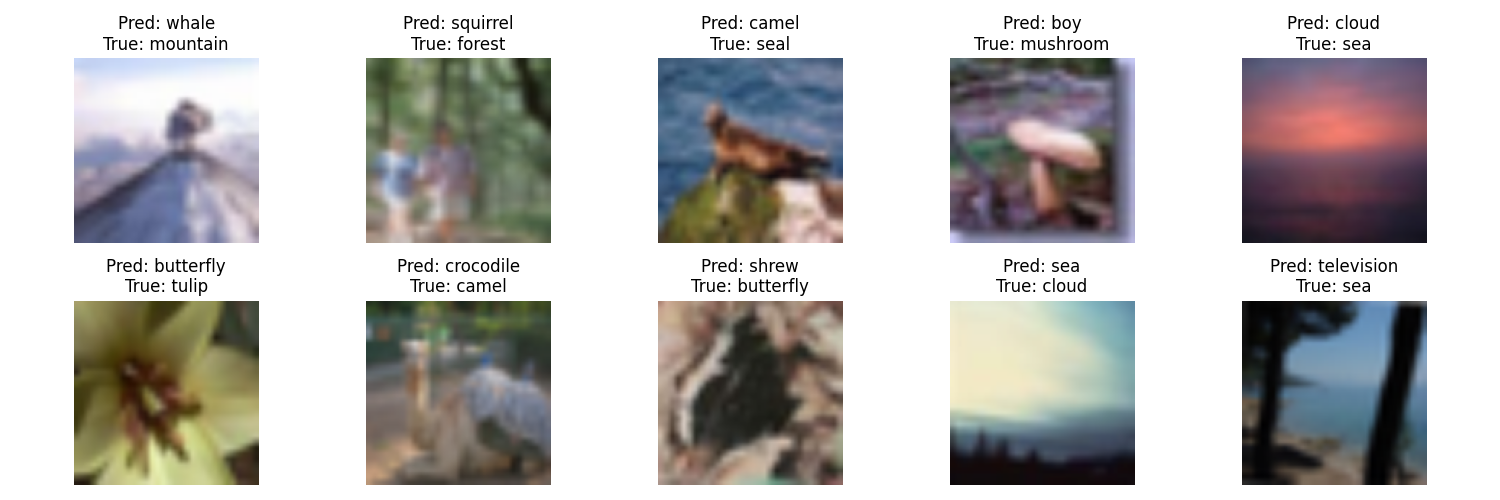 Pred: whale
True: mountain
Pred: squirrel
True: forest
Pred: camel
True: seal
Pred: boy
True: mushroom
Pred: cloud
True: sea
Pred: butterfly
True: tulip
Pred: crocodile
True: camel
Pred: shrew
True: butterfly
Pred: sea
True: cloud
Pred: television
True: sea